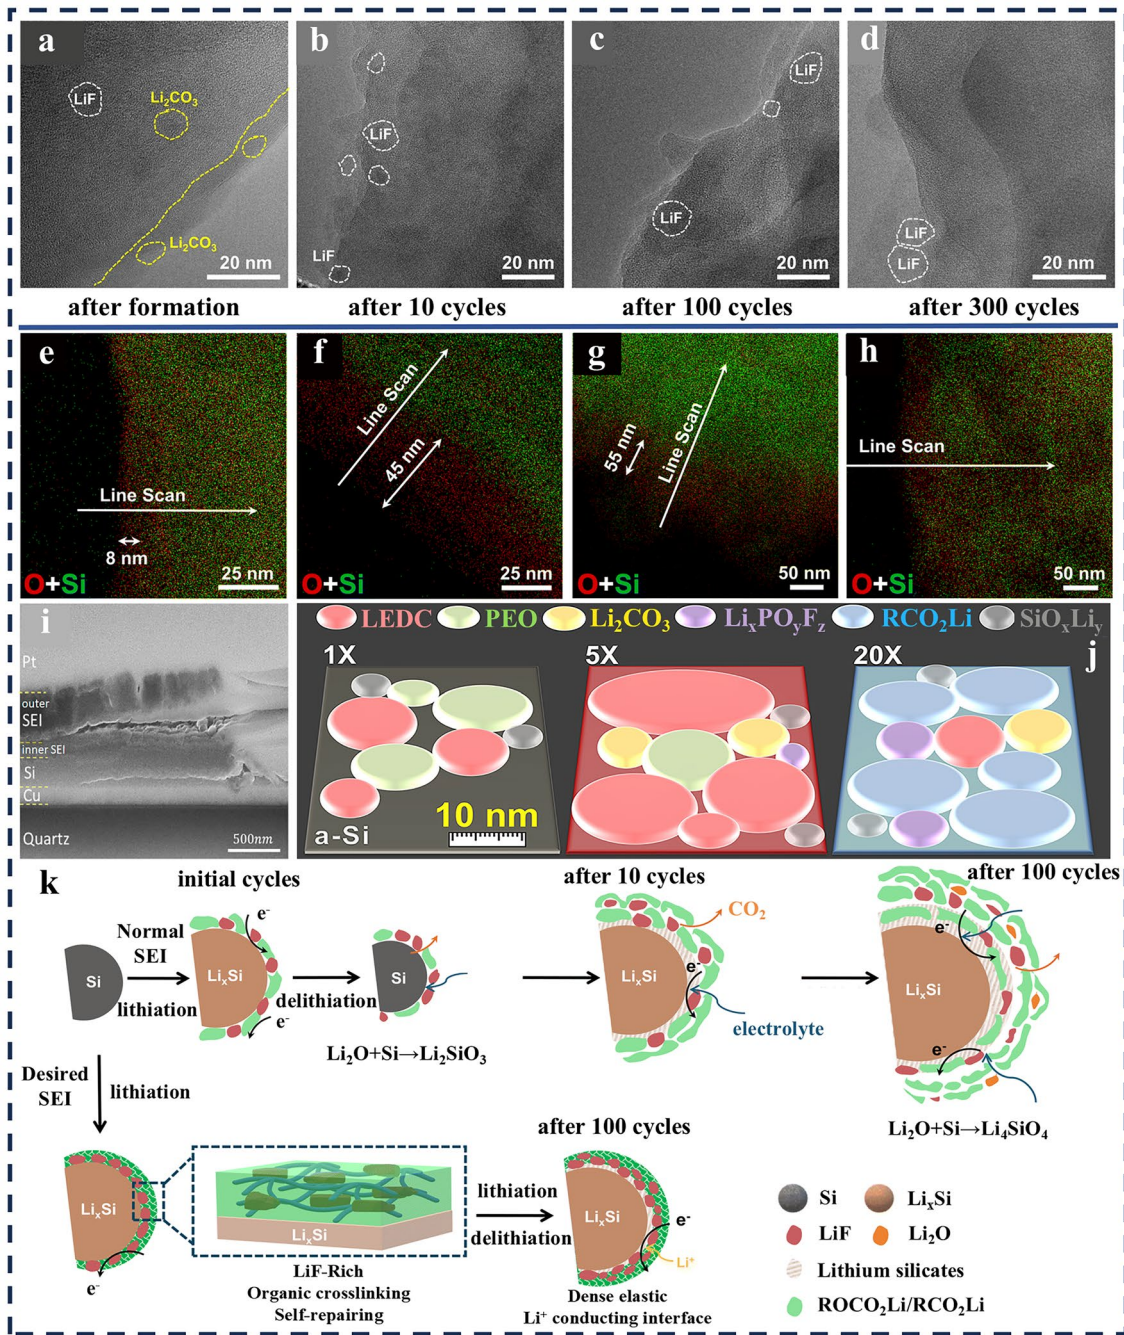 a
LiF
Li₂CO₃
Li₂CO₃
20 nm
after formation
b
LiF
LiF
20 nm
after 10 cycles
c
LiF
LiF
20 nm
after 100 cycles
d
LiF
LiF
20 nm
after 300 cycles
e
Line Scan
8 nm
O+Si
25 nm
f
Line Scan
45 nm
O+Si
25 nm
g
55 nm
Line Scan
O+Si
50 nm
h
Line Scan
O+Si
50 nm
i
Pt
outer
SEI
inner SEI
Si
Cu
Quartz
500nm
LEDC PEO Li₂CO₃ LiₓPOᵧF_z RCO₂Li SiOₓLiᵧ
1X 5X 20X j
10 nm
a-Si
k
initial cycles
after 10 cycles
after 100 cycles
Si
Normal
SEI
lithiation
LiₓSi
e⁻
e⁻
delithiation
Si
Li₂O+Si→Li₂SiO₃
LiₓSi
CO₂
e⁻
electrolyte
LiₓSi
e⁻
e⁻
Li₂O+Si→Li₄SiO₄
Desired
SEI
lithiation
LiₓSi
e⁻
LiₓSi
LiF-Rich
Organic crosslinking
Self-repairing
lithiation
delithiation
after 100 cycles
LiₓSi
e⁻
Li⁺
Dense elastic
Li⁺ conducting interface
Si LiₓSi
LiF Li₂O
Lithium silicates
ROCO₂Li/RCO₂Li